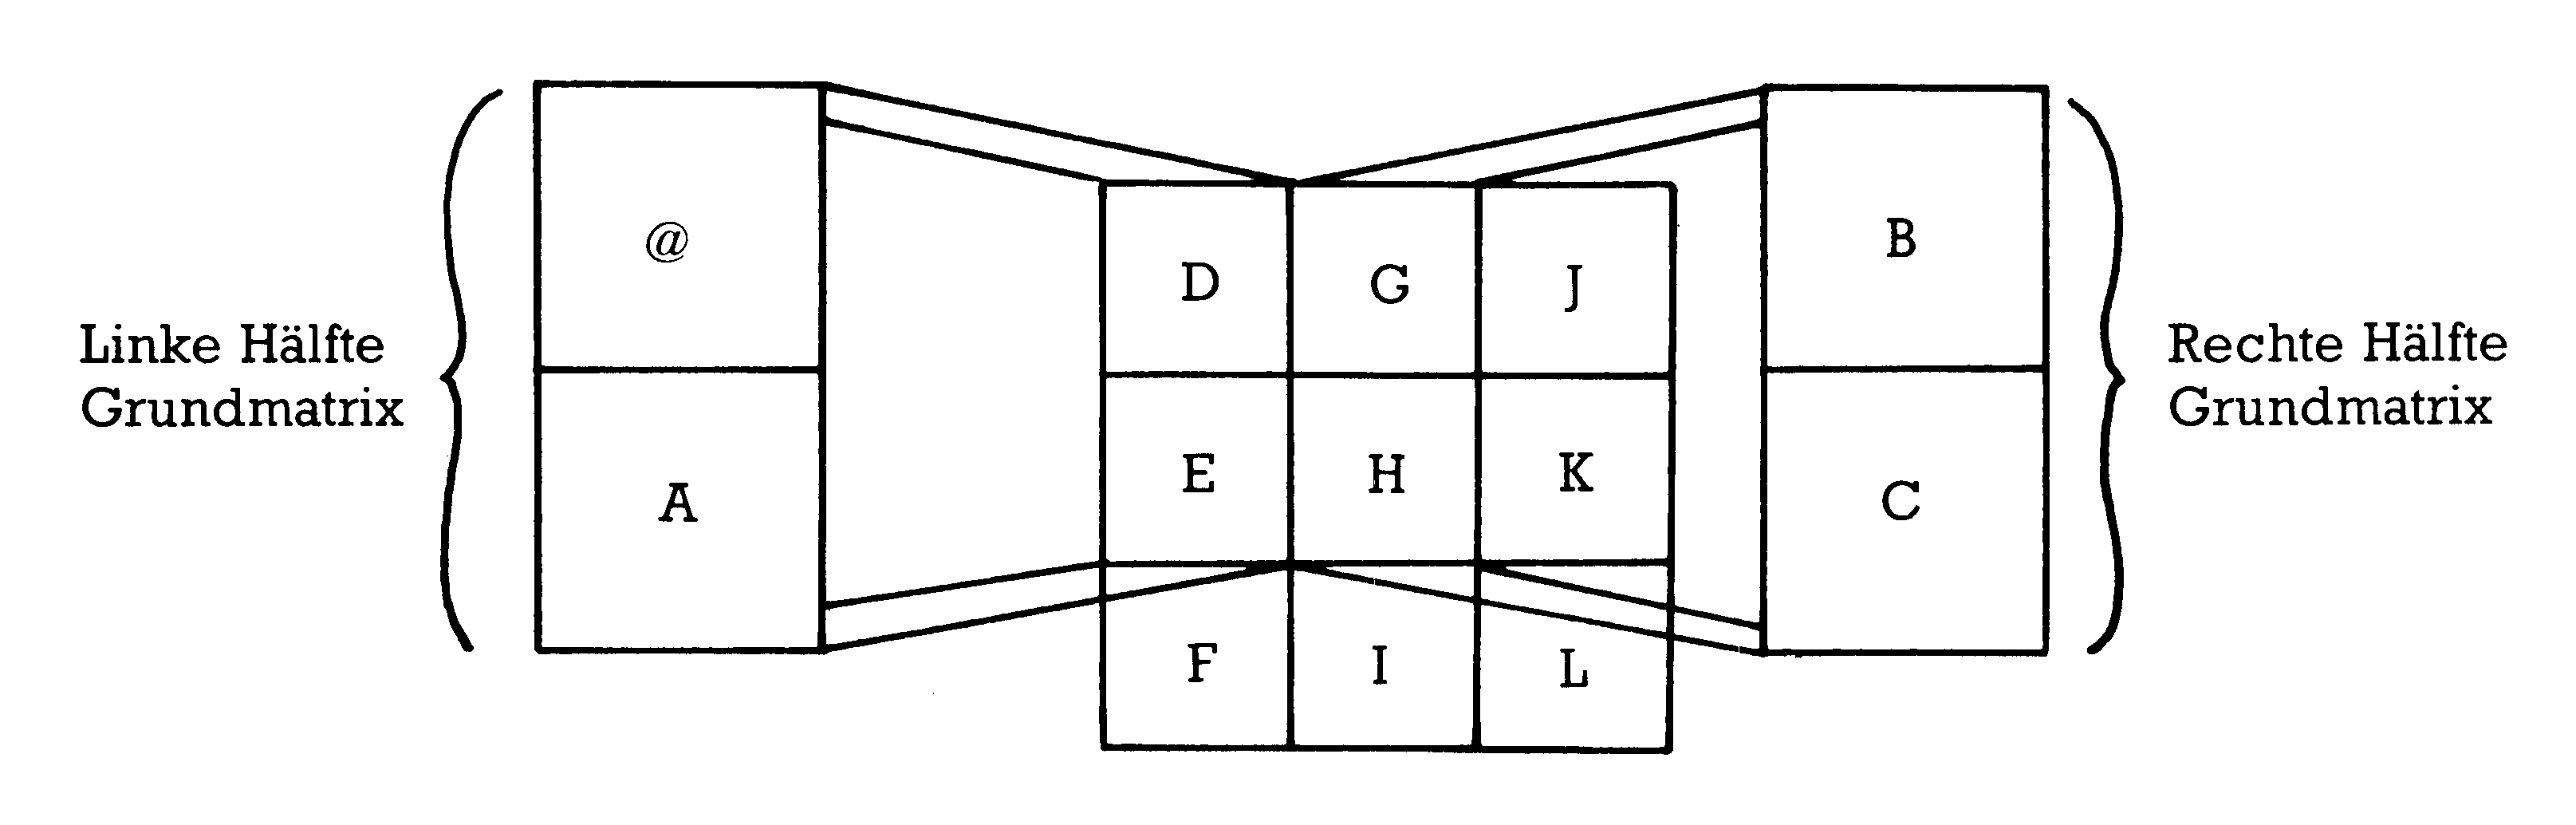 @
A
Linke Hälfte
Grundmatrix
D G J
E H K
F I L
B
C
Rechte Hälfte
Grundmatrix